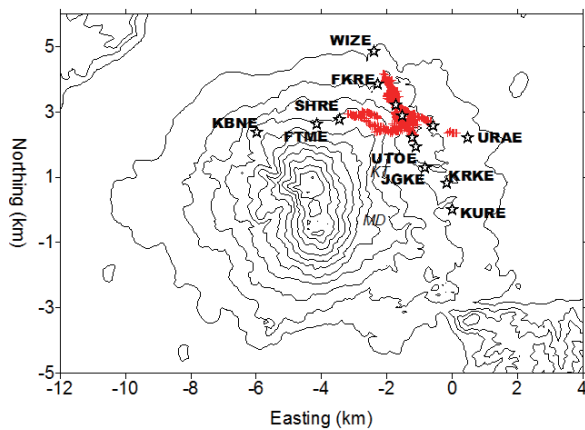 5
3
1
-1
-3
-5
Northing (km)
WIZE
FKRE
SHRE
KBNE
FTME
URAE
UTOE
KT
JGKE
KRKE
KURE
MD
-12
-10
-8
-6
-4
-2
0
2
4
Easting (km)